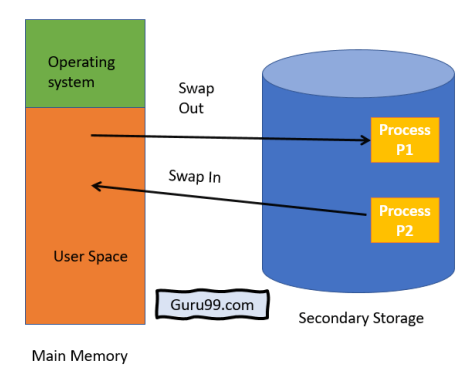 Operating
system
Swap
Out
Process
P1
Swap In
Process
P2
User Space
Guru99.com
Secondary Storage
Main Memory